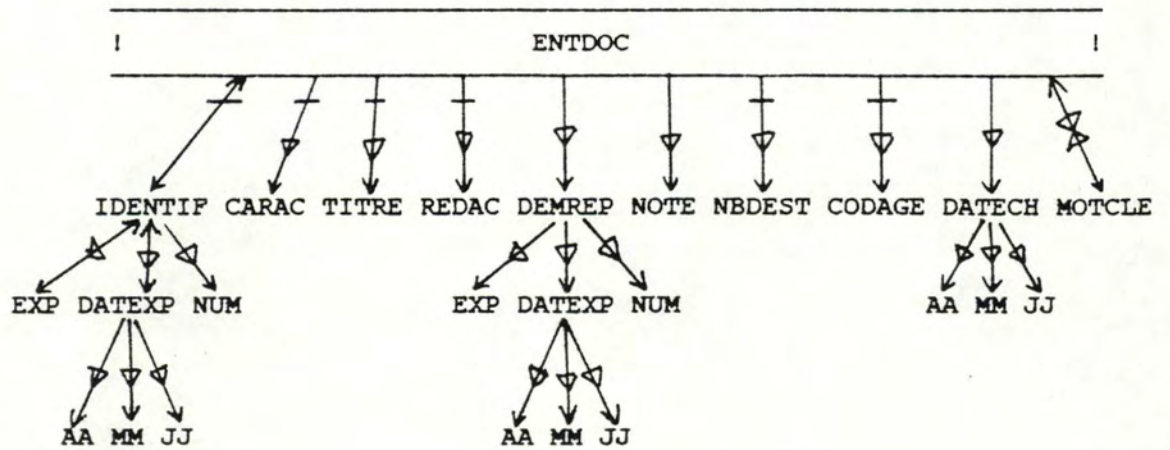 ! ENTDOC !
IDENTIF CARAC TITRE REDAC DEMREP NOTE NBDEST CODAGE DATECH MOTCLE
EXP DATEXP NUM EXP DATEXP NUM AA MM JJ
AA MM JJ AA MM JJ